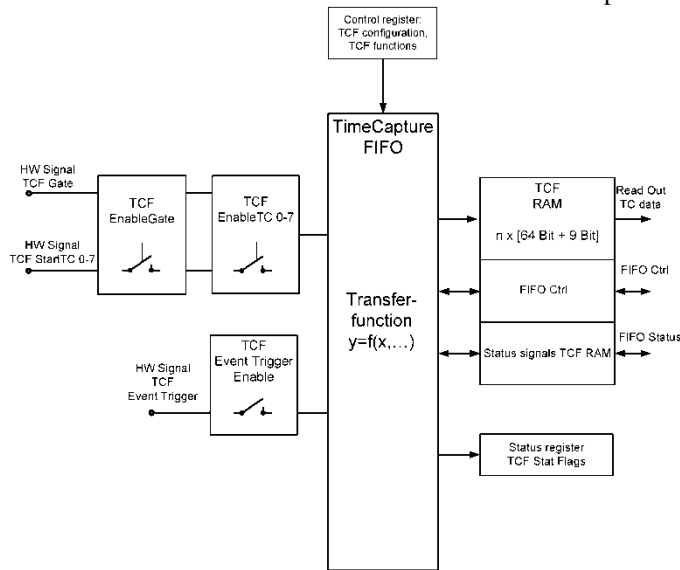 Control register:
TCF configuration,
TCF functions
TimeCapture
FIFO
HW Signal
TCF Gate
TCF
EnableGate
TCF
EnableTC 0-7
HW Signal
TCF StartTC 0-7
TCF
RAM
n x [64 Bit + 9 Bit]
Read Out
TC data
FIFO Ctrl
FIFO Ctrl
Status signals TCF RAM
FIFO Status
Transfer-
function
y=f(x,...)
TCF
Event Trigger
Enable
HW Signal
TCF
Event Trigger
Status register
TCF Stat Flags